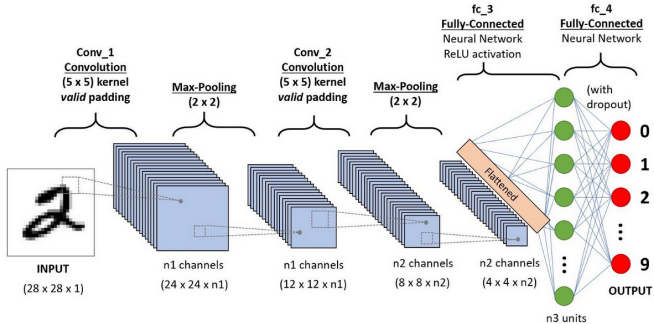 Conv_1
Convolution
(5 x 5) kernel
valid padding
Max-Pooling
(2 x 2)
Conv_2
Convolution
(5 x 5) kernel
valid padding
Max-Pooling
(2 x 2)
fc_3
Fully-Connected
Neural Network
ReLU activation
fc_4
Fully-Connected
Neural Network
(with
dropout)
2
INPUT
(28 x 28 x 1)
n1 channels
(24 x 24 x n1)
n1 channels
(12 x 12 x n1)
n2 channels
(8 x 8 x n2)
n2 channels
(4 x 4 x n2)
Flattened
n3 units
0
1
2
9
OUTPUT